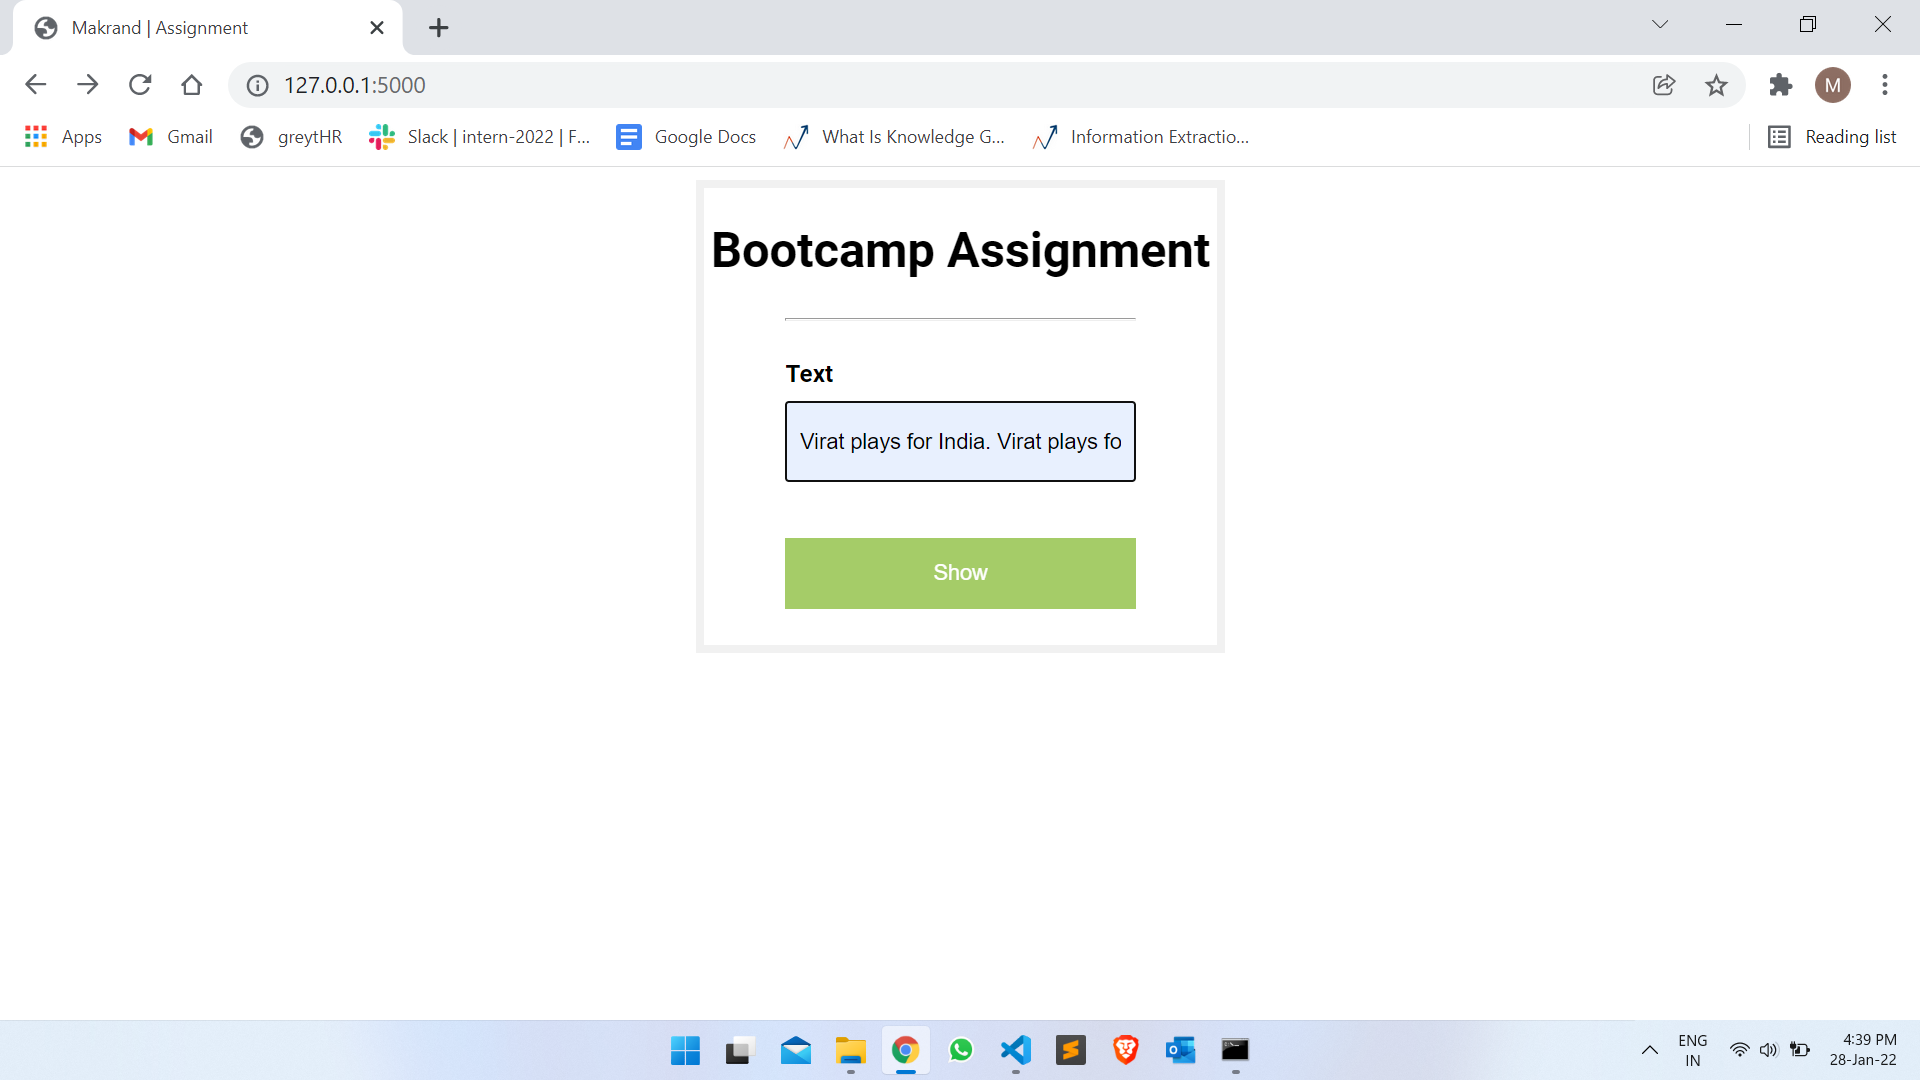 Makrand | Assignment
127.0.0.1:5000
M
Apps
Gmail
greytHR
Slack | intern-2022 | F...
Google Docs
What Is Knowledge G...
Information Extractio...
Reading list
Bootcamp Assignment
Text
Virat plays for India. Virat plays fo
Show
ENG
IN
4:39 PM
28-Jan-22